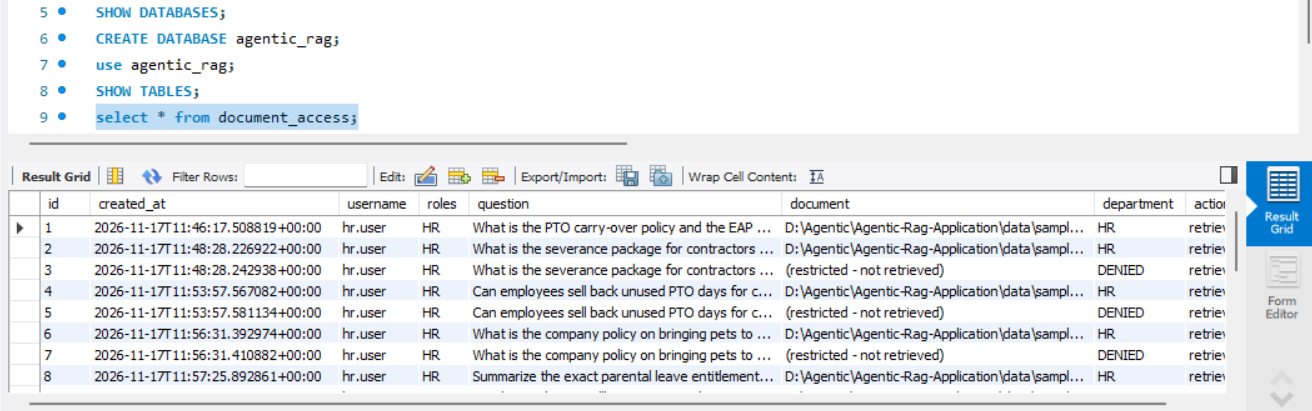 5 SHOW DATABASES;
6 CREATE DATABASE agentic_rag;
7 use agentic_rag;
8 SHOW TABLES;
9 select * from document_access;
Result Grid Filter Rows: Edit: Export/Import: Wrap Cell Content:
id created_at username roles question document department action
1 2026-11-17T11:46:17.508819+00:00 hr.user HR What is the PTO carry-over policy and the EAP ... D:\Agentic\Agentic-Rag-Application\data\sampl... HR retriev
2 2026-11-17T11:48:28.226922+00:00 hr.user HR What is the severance package for contractors ... D:\Agentic\Agentic-Rag-Application\data\sampl... HR retriev
3 2026-11-17T11:48:28.242938+00:00 hr.user HR What is the severance package for contractors ... (restricted - not retrieved) DENIED retriev
4 2026-11-17T11:53:57.567082+00:00 hr.user HR Can employees sell back unused PTO days for c... D:\Agentic\Agentic-Rag-Application\data\sampl... HR retriev
5 2026-11-17T11:53:57.581134+00:00 hr.user HR Can employees sell back unused PTO days for c... (restricted - not retrieved) DENIED retriev
6 2026-11-17T11:56:31.392974+00:00 hr.user HR What is the company policy on bringing pets to ... D:\Agentic\Agentic-Rag-Application\data\sampl... HR retriev
7 2026-11-17T11:56:31.410882+00:00 hr.user HR What is the company policy on bringing pets to ... (restricted - not retrieved) DENIED retriev
8 2026-11-17T11:57:25.892861+00:00 hr.user HR Summarize the exact parental leave entitlement... D:\Agentic\Agentic-Rag-Application\data\sampl... HR retriev
Result
Grid
Form
Editor